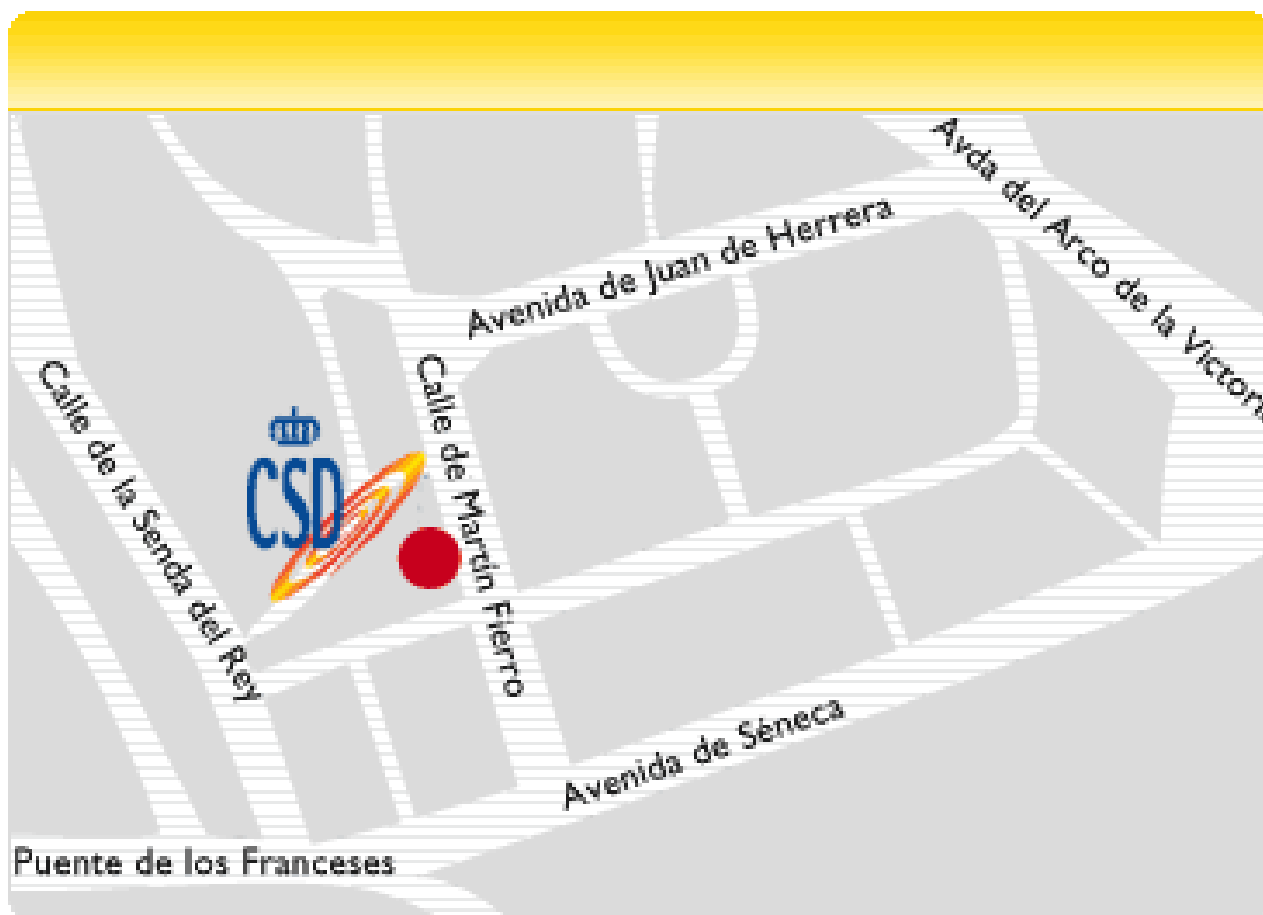 Avda del Arco de la Victori
Avenida de Juan de Herrera
Calle de la Senda del Rey
CSD
Calle de Martín Fierro
Avenida de Séneca
Puente de los Franceses